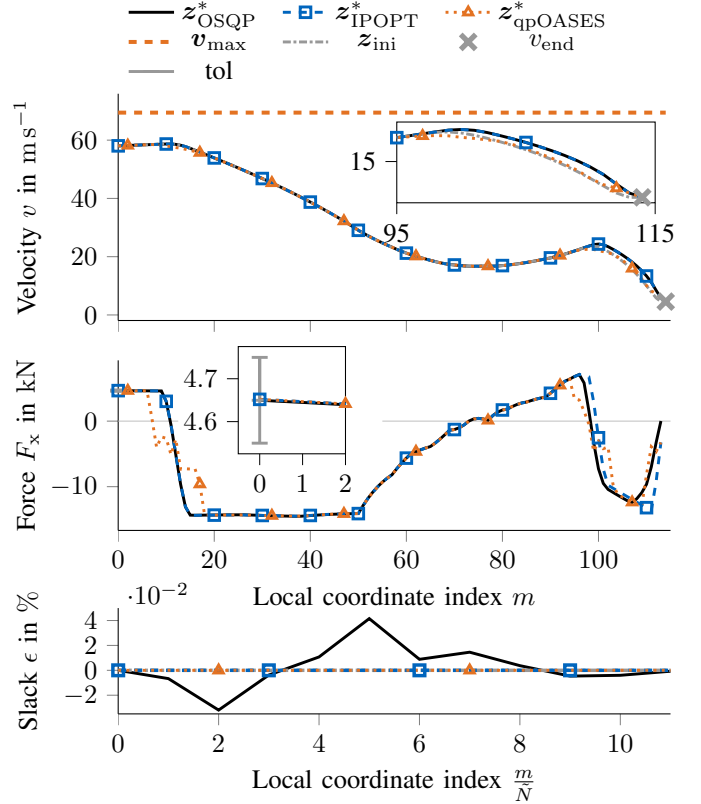 z*OSQP z*IPOPT z*qpOASES
vmax zini vend
tol
Velocity v in m s−1
60
40
20
0
15
95 115
0 20 40 60 80 100
Force Fx in kN
0
−10
4.7
4.6
0 2
0 20 40 60 80 100
Local coordinate index m
·10−2
Slack ϵ in %
4
2
0
−2
0 2 4 6 8 10
Local coordinate index m/Ñ